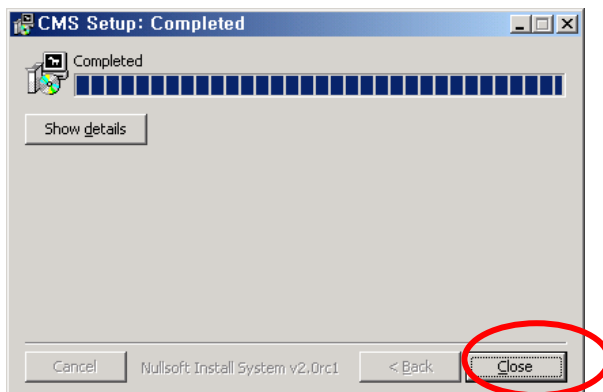 CMS Setup: Completed
Completed
Show details
Cancel
Nullsoft Install System v2.0rc1
< Back
Close